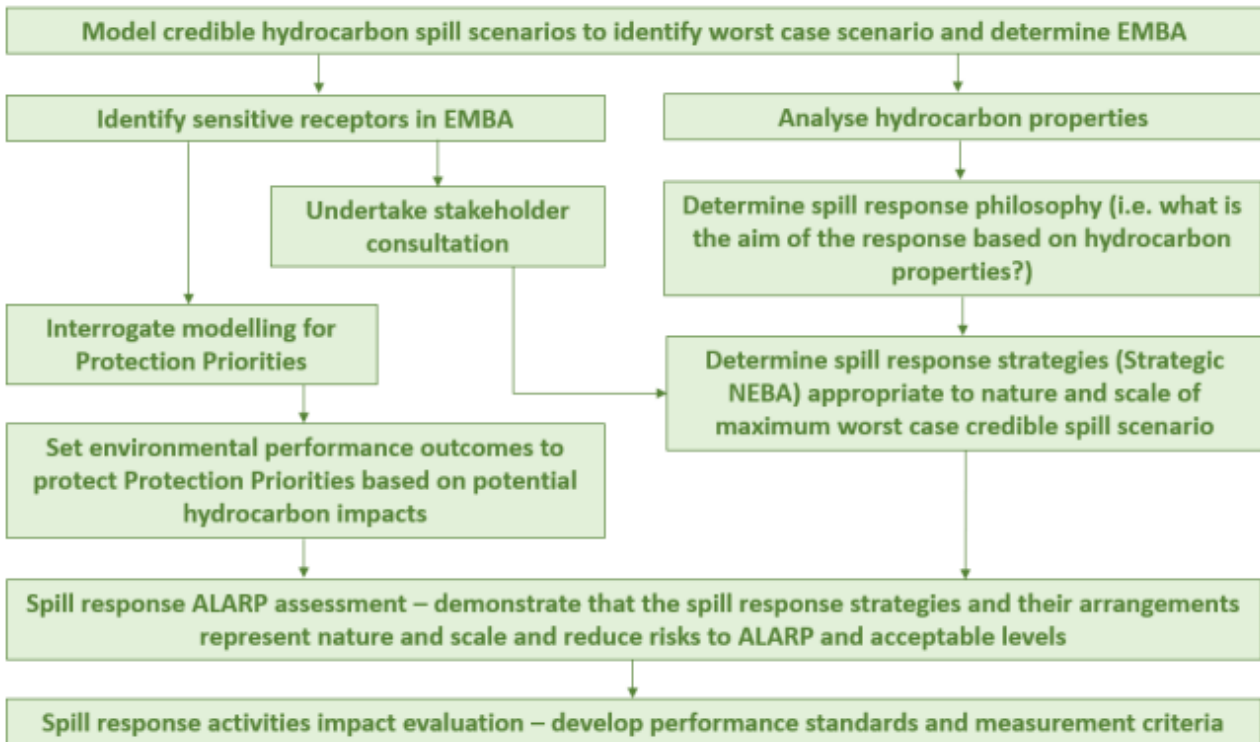 Model credible hydrocarbon spill scenarios to identify worst case scenario and determine EMBA
Identify sensitive receptors in EMBA
Analyse hydrocarbon properties
Undertake stakeholder
consultation
Determine spill response philosophy (i.e. what is
the aim of the response based on hydrocarbon
properties?)
Interrogate modelling for
Protection Priorities
Determine spill response strategies (Strategic
NEBA) appropriate to nature and scale of
maximum worst case credible spill scenario
Set environmental performance outcomes to
protect Protection Priorities based on potential
hydrocarbon impacts
Spill response ALARP assessment – demonstrate that the spill response strategies and their arrangements
represent nature and scale and reduce risks to ALARP and acceptable levels
Spill response activities impact evaluation – develop performance standards and measurement criteria